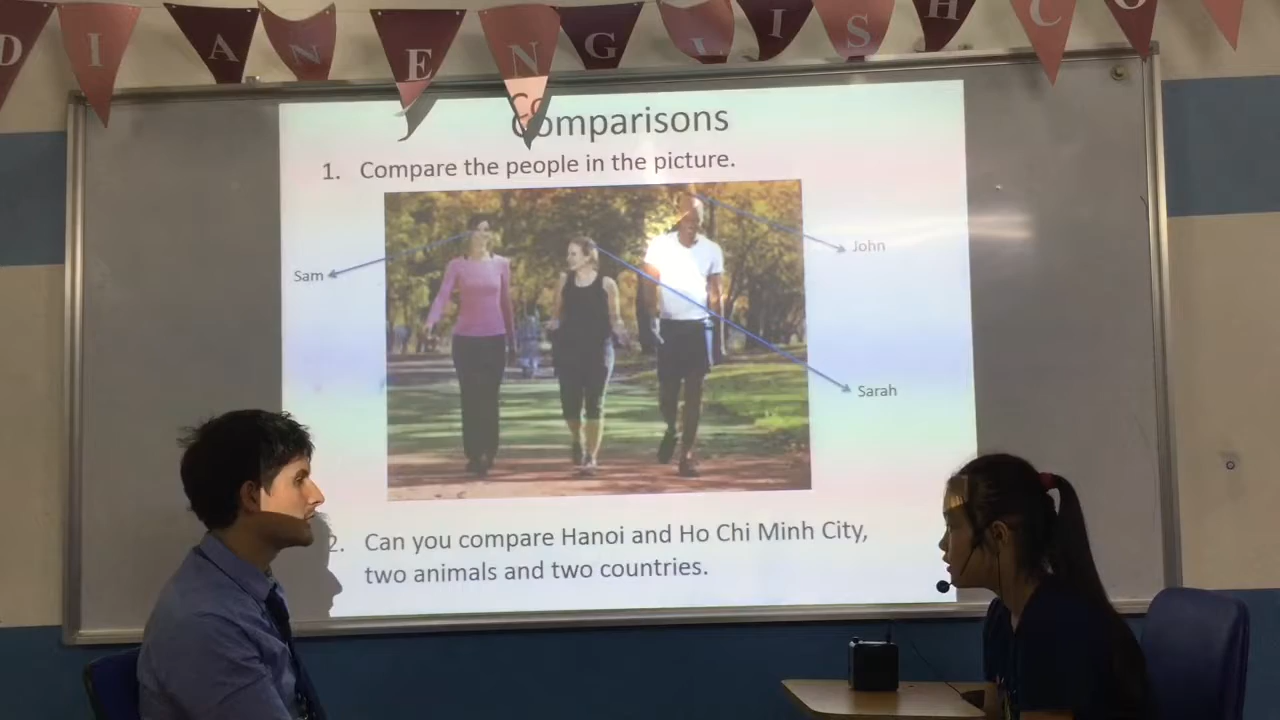 D I A N E N G L I S H C O
Comparisons
1. Compare the people in the picture.
John
Sam
Sarah
2. Can you compare Hanoi and Ho Chi Minh City,
two animals and two countries.